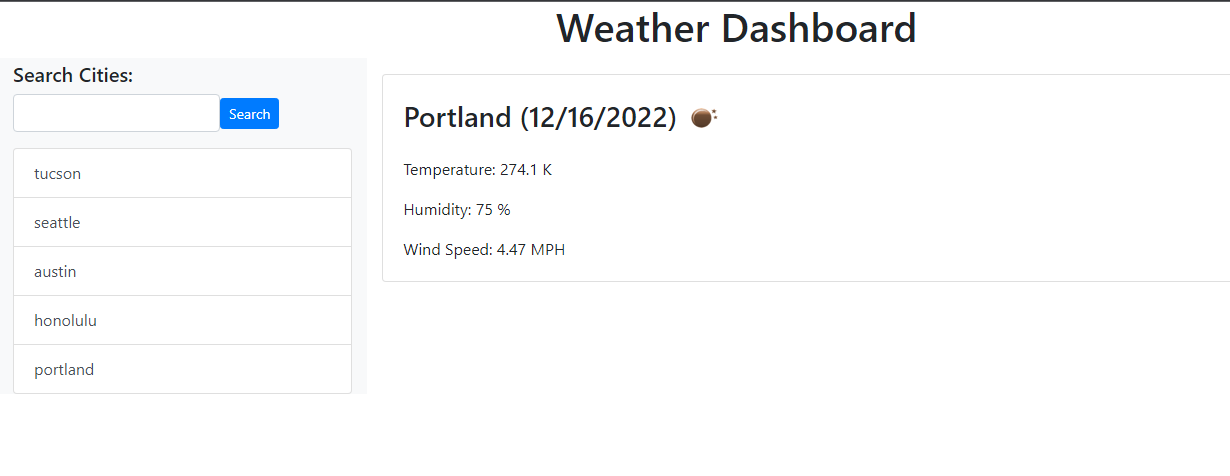 Weather Dashboard
Search Cities:
Search
tucson
seattle
austin
honolulu
portland
Portland (12/16/2022)
Temperature: 274.1 K
Humidity: 75 %
Wind Speed: 4.47 MPH